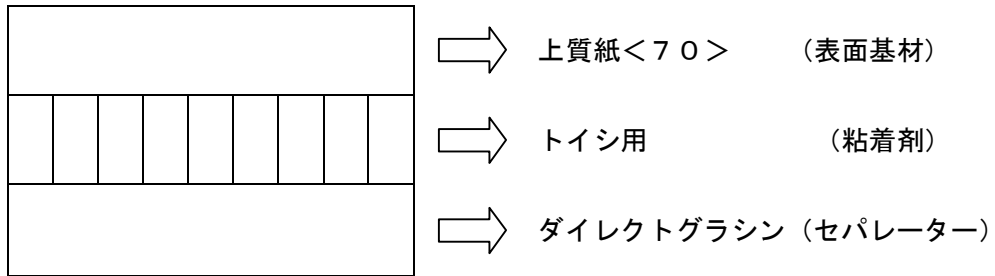 上質紙＜７０＞　　（表面基材）
トイシ用　　　　　（粘着剤）
ダイレクトグラシン（セパレーター）